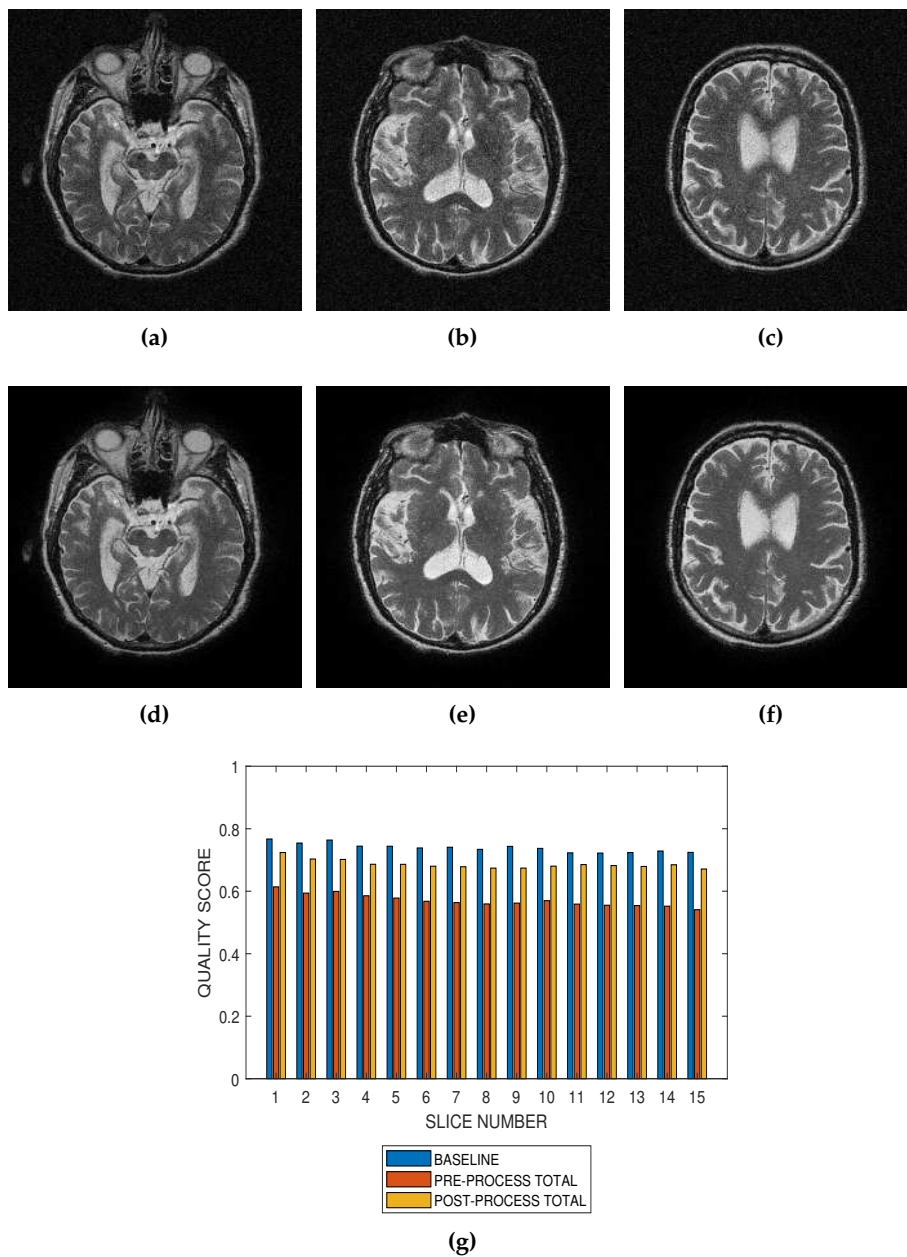 (a) (b) (c)
(d) (e) (f)
1
0.8
0.6
0.4
0.2
0
QUALITY SCORE
1 2 3 4 5 6 7 8 9 10 11 12 13 14 15
SLICE NUMBER
BASELINE
PRE-PROCESS TOTAL
POST-PROCESS TOTAL
(g)